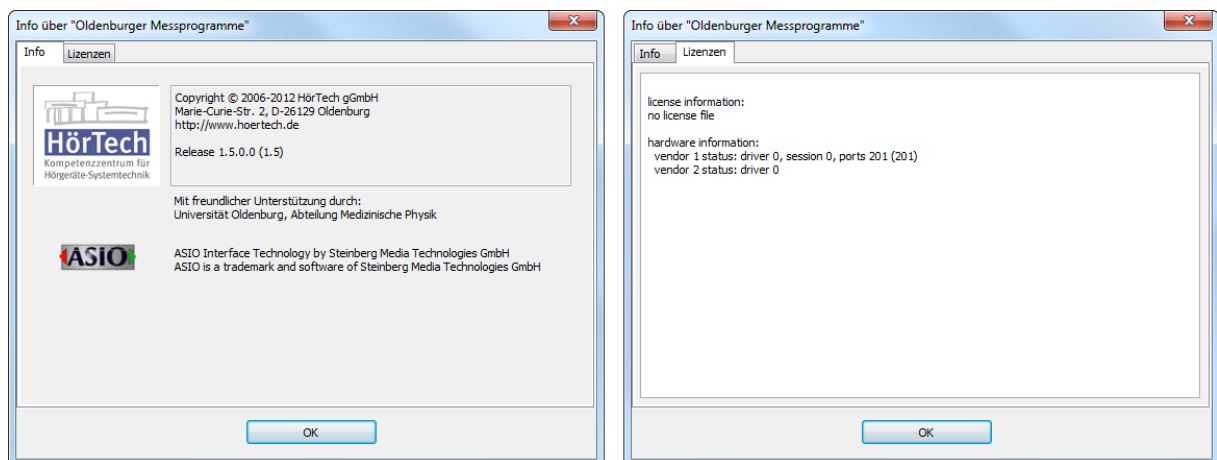 Info über "Oldenburger Messprogramme"
Info
Lizenzen
HörTech
Kompetenzzentrum für
Hörgeräte-Systemtechnik
Copyright © 2006-2012 HörTech gGmbH
Marie-Curie-Str. 2, D-26129 Oldenburg
http://www.hoertech.de
Release 1.5.0.0 (1.5)
Mit freundlicher Unterstützung durch:
Universität Oldenburg, Abteilung Medizinische Physik
ASIO
ASIO Interface Technology by Steinberg Media Technologies GmbH
ASIO is a trademark and software of Steinberg Media Technologies GmbH
OK
Info über "Oldenburger Messprogramme"
Info
Lizenzen
license information:
no license file
hardware information:
vendor 1 status: driver 0, session 0, ports 201 (201)
vendor 2 status: driver 0
OK